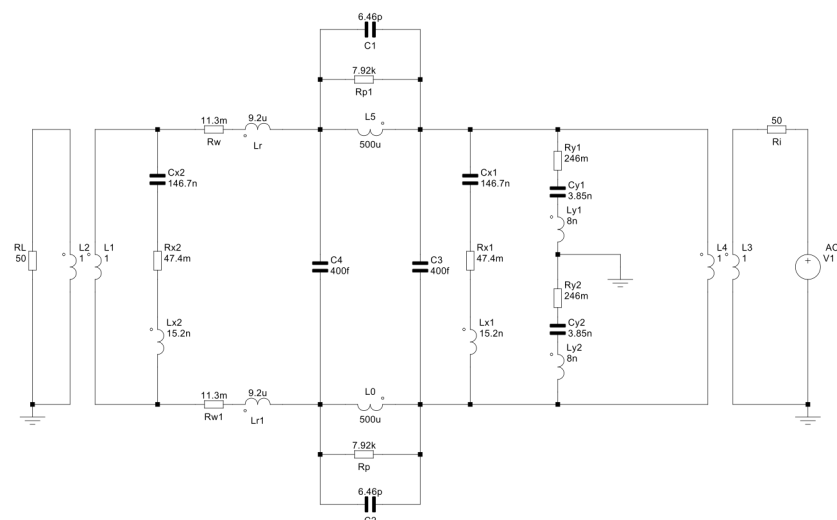 6.46p
C1
7.92k
Rp1
L5
500u
11.3m
Rw
9.2u
Lr
50
Ri
Cx2
146.7n
Cx1
146.7n
Ry1
246m
Cy1
3.85n
Ly1
8n
RL
50
L2
1
L1
1
Rx2
47.4m
C4
400f
C3
400f
Rx1
47.4m
L4
1
L3
1
AC
V1
Ry2
246m
Cy2
3.85n
Ly2
8n
Lx2
15.2n
Lx1
15.2n
11.3m
Rw1
9.2u
Lr1
L0
500u
7.92k
Rp
6.46p
C2